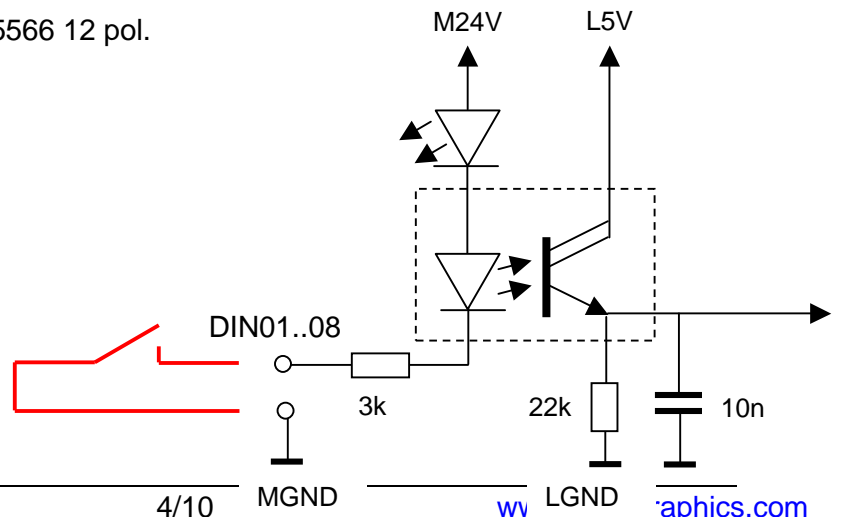 5566 12 pol.
M24V
L5V
DIN01..08
3k
22k
10n
4/10
MGND
LGND